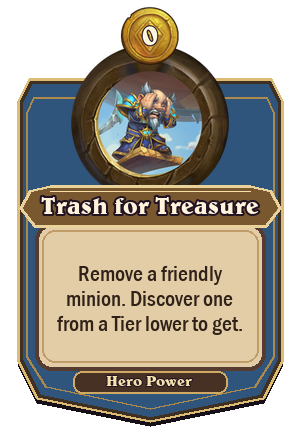 0
Trash for Treasure
Remove a friendly
minion. Discover one
from a Tier lower to get.
Hero Power